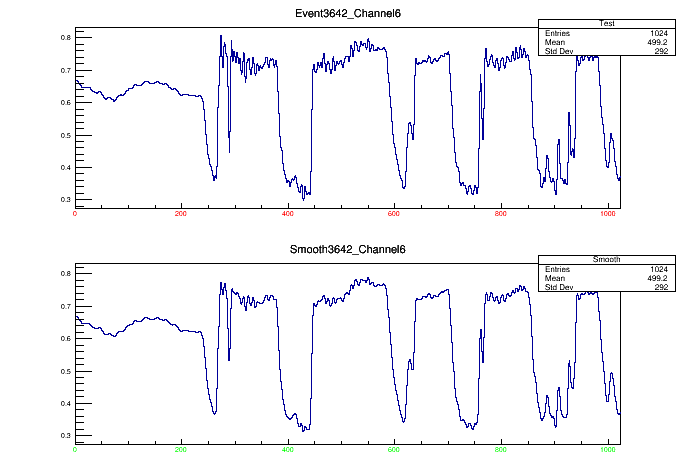 Event3642_Channel6
Test
Entries 1024
Mean 499.2
Std Dev 292
0.8
0.7
0.6
0.5
0.4
0.3
0 200 400 600 800 1000
Smooth3642_Channel6
Smooth
Entries 1024
Mean 499.2
Std Dev 292
0.8
0.7
0.6
0.5
0.4
0.3
0 200 400 600 800 1000